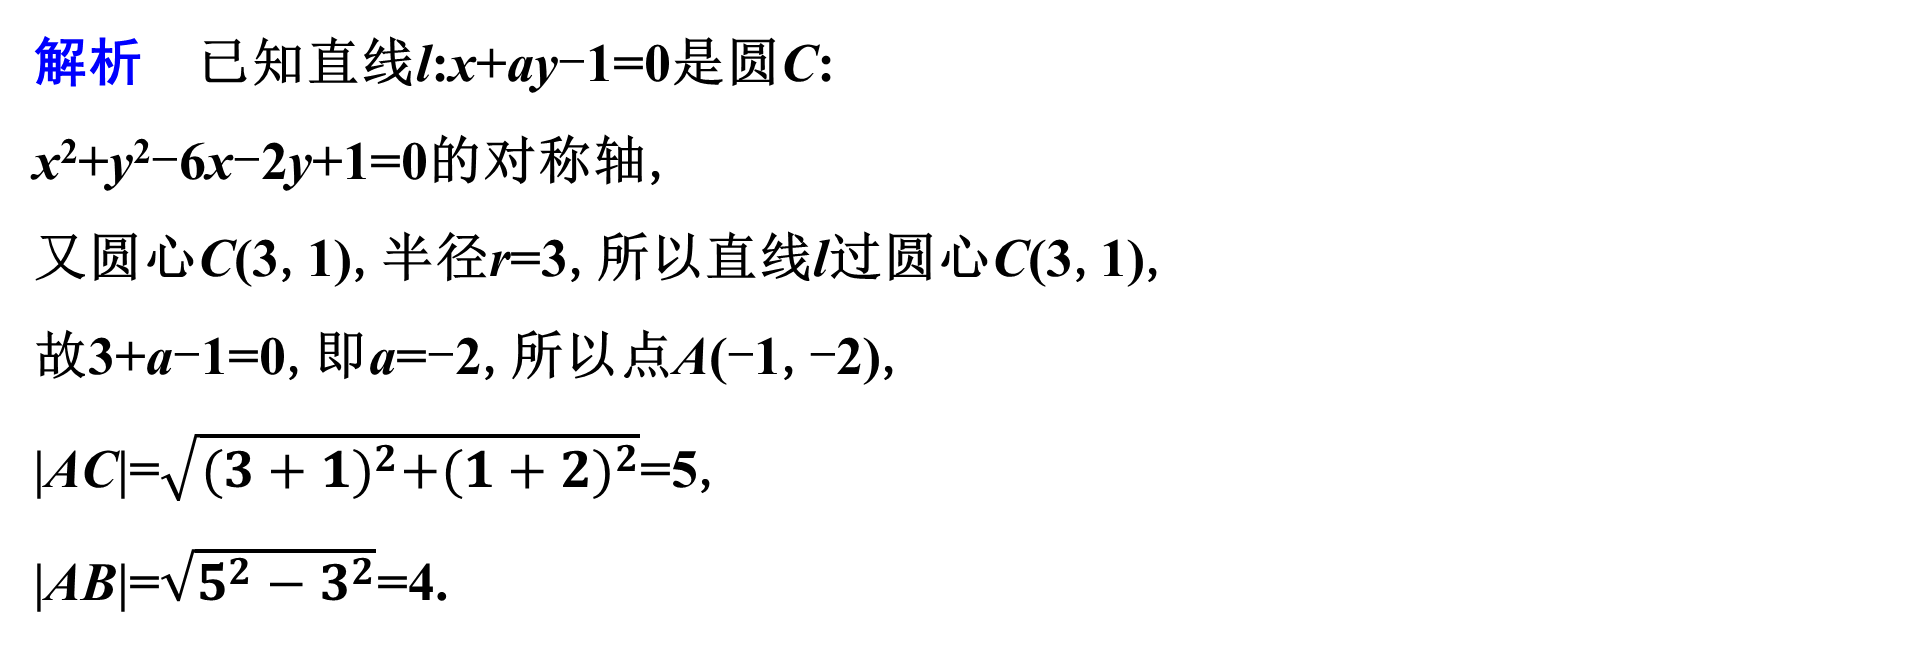 解析　已知直线l:x+ay−1=0是圆C:
x²+y²−6x−2y+1=0的对称轴,
又圆心C(3, 1), 半径r=3, 所以直线l过圆心C(3, 1),
故3+a−1=0, 即a=−2, 所以点A(−1, −2),
|AC|=√(3 + 1)²+(1 + 2)²=5,
|AB|=√5² − 3²=4.